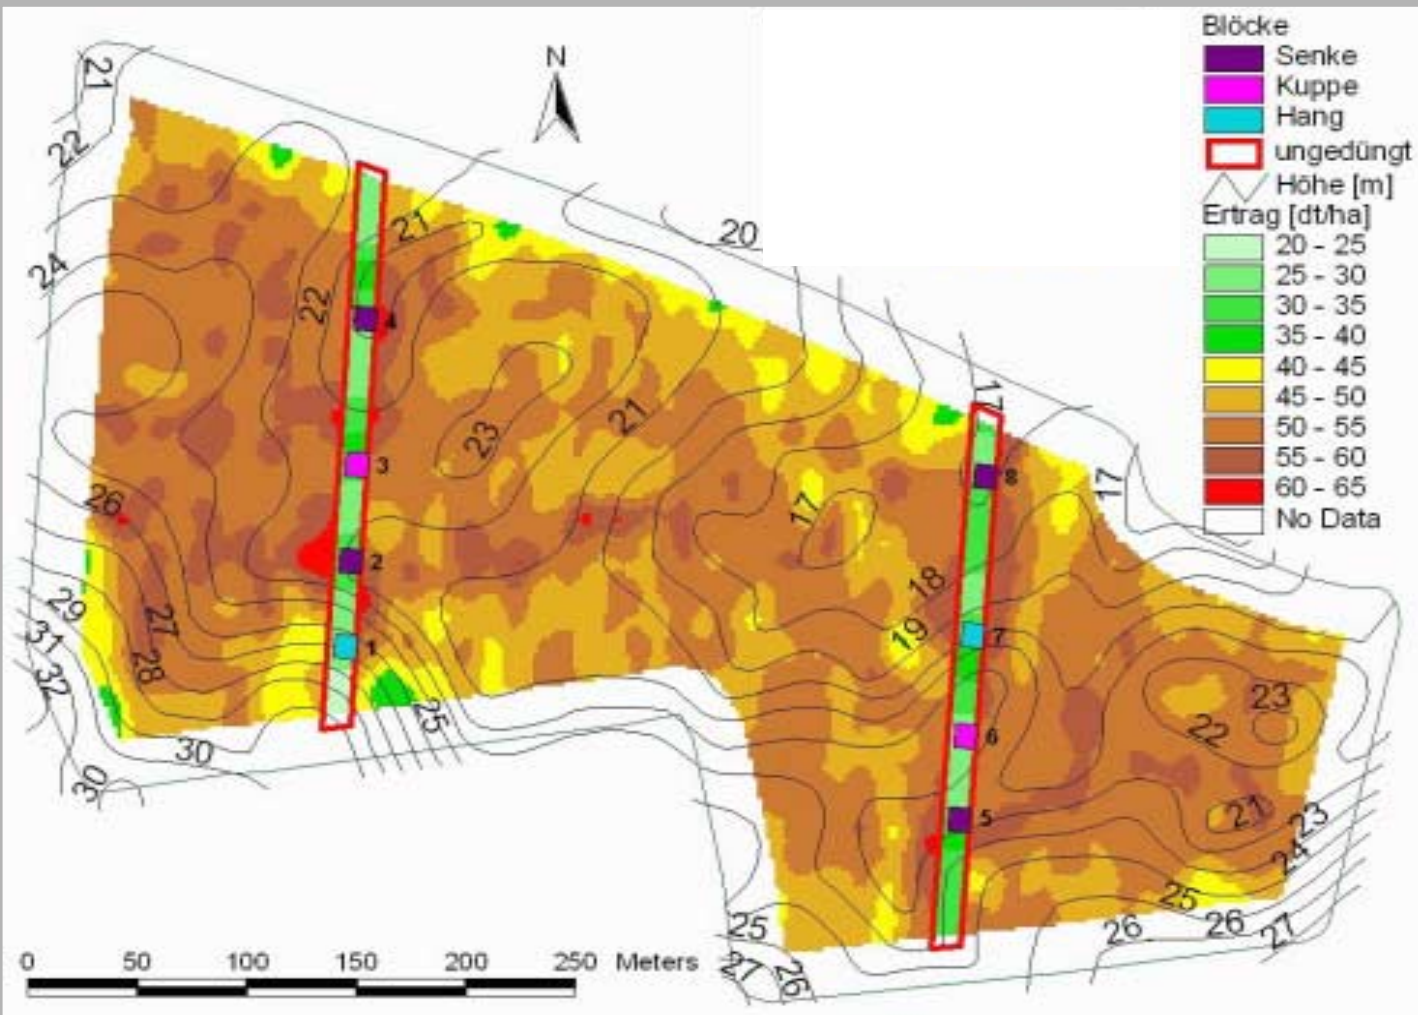 Blöcke
Senke
Kuppe
Hang
ungedüngt
Höhe [m]
Ertrag [dt/ha]
20 - 25
25 - 30
30 - 35
35 - 40
40 - 45
45 - 50
50 - 55
55 - 60
60 - 65
No Data
N
21
22
20
21
24
22
4
17
21
23
3
8
17
26
17
2
18
29
27
19
7
31
1
28
32
23
25
22
6
30
30
21
5
23
24
25
25
26
26
27
27
26
0 50 100 150 200 250 Meters